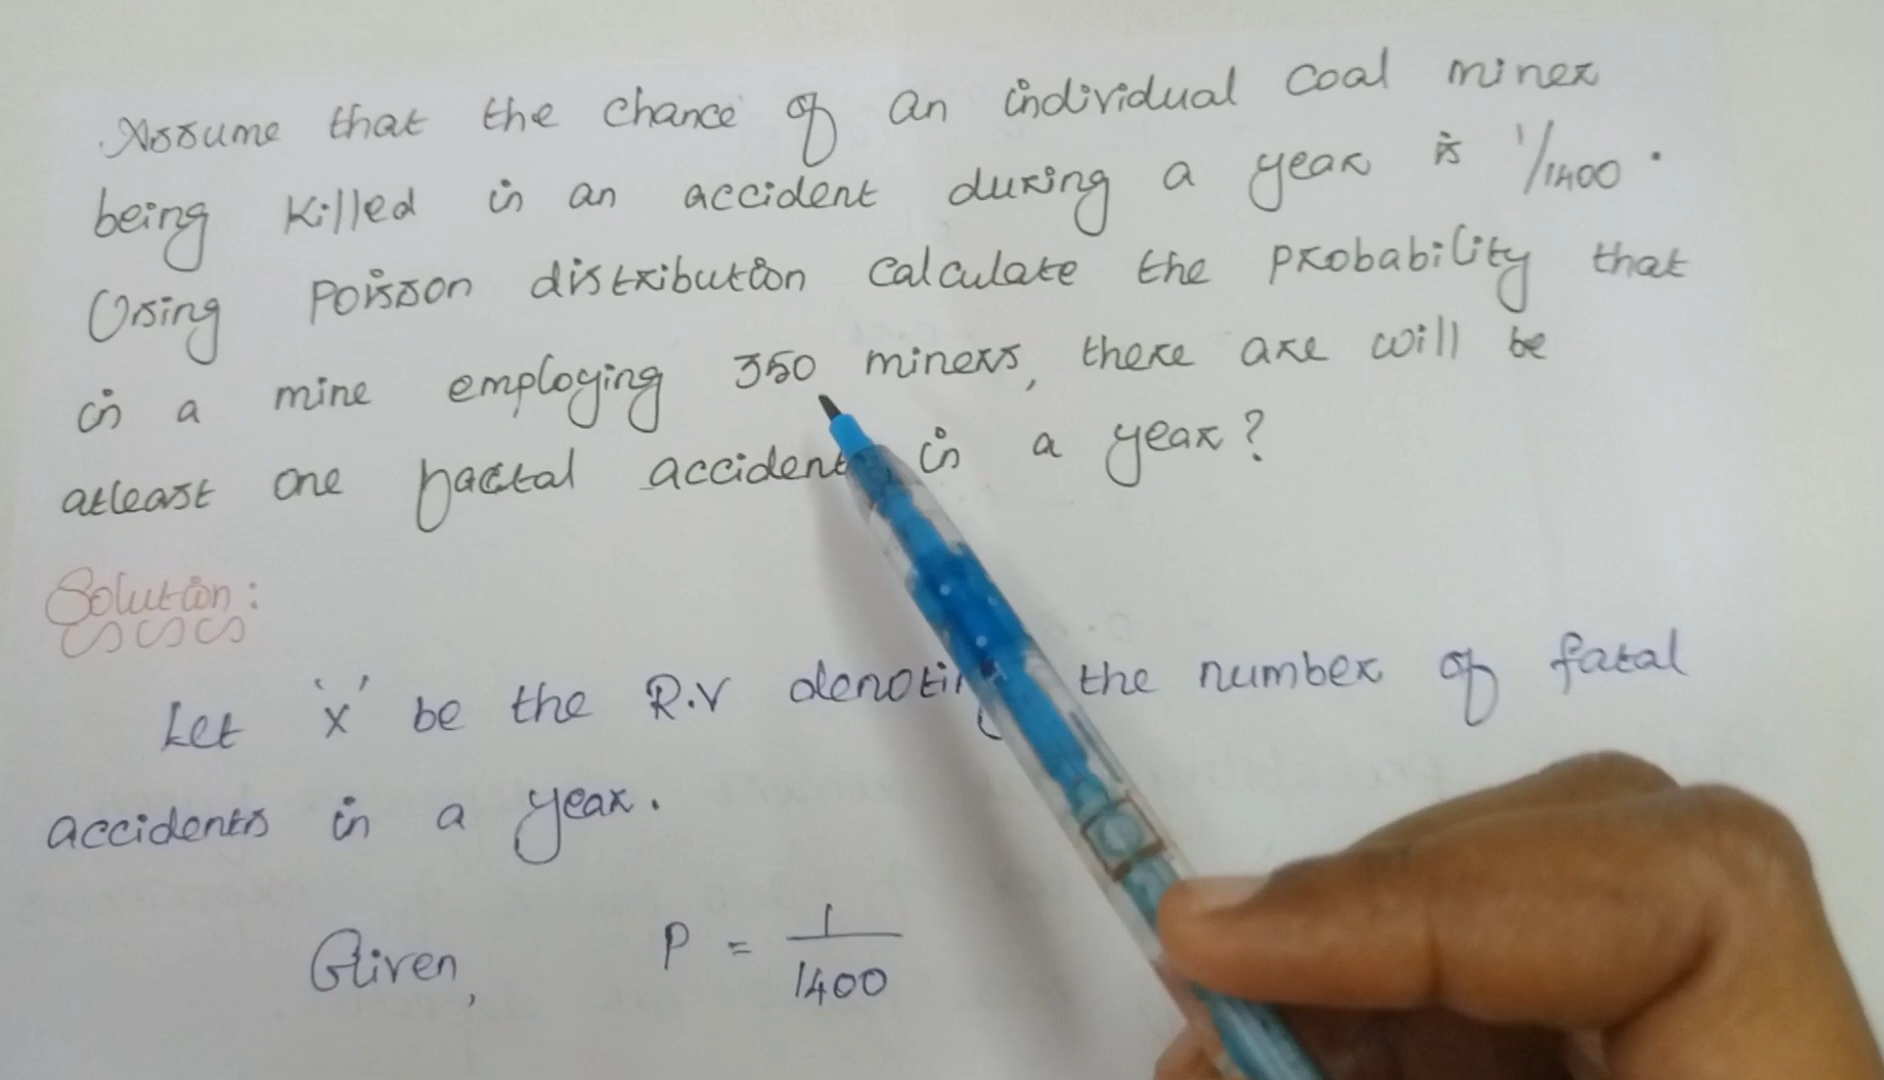 Assume that the chance of an individual coal miner
being killed in an accident during a year is 1/1400.
Using Poisson distribution calculate the probability that
in a mine employing 350 miners, there are will be
atleast one factal accident in a year?
Solution:
Let 'X' be the R.V denoting the number of fatal
accidents in a year.
Given, P = 1/1400